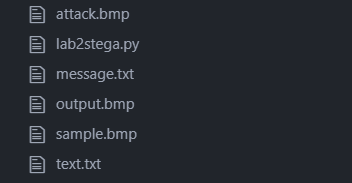 attack.bmp
lab2stega.py
message.txt
output.bmp
sample.bmp
text.txt